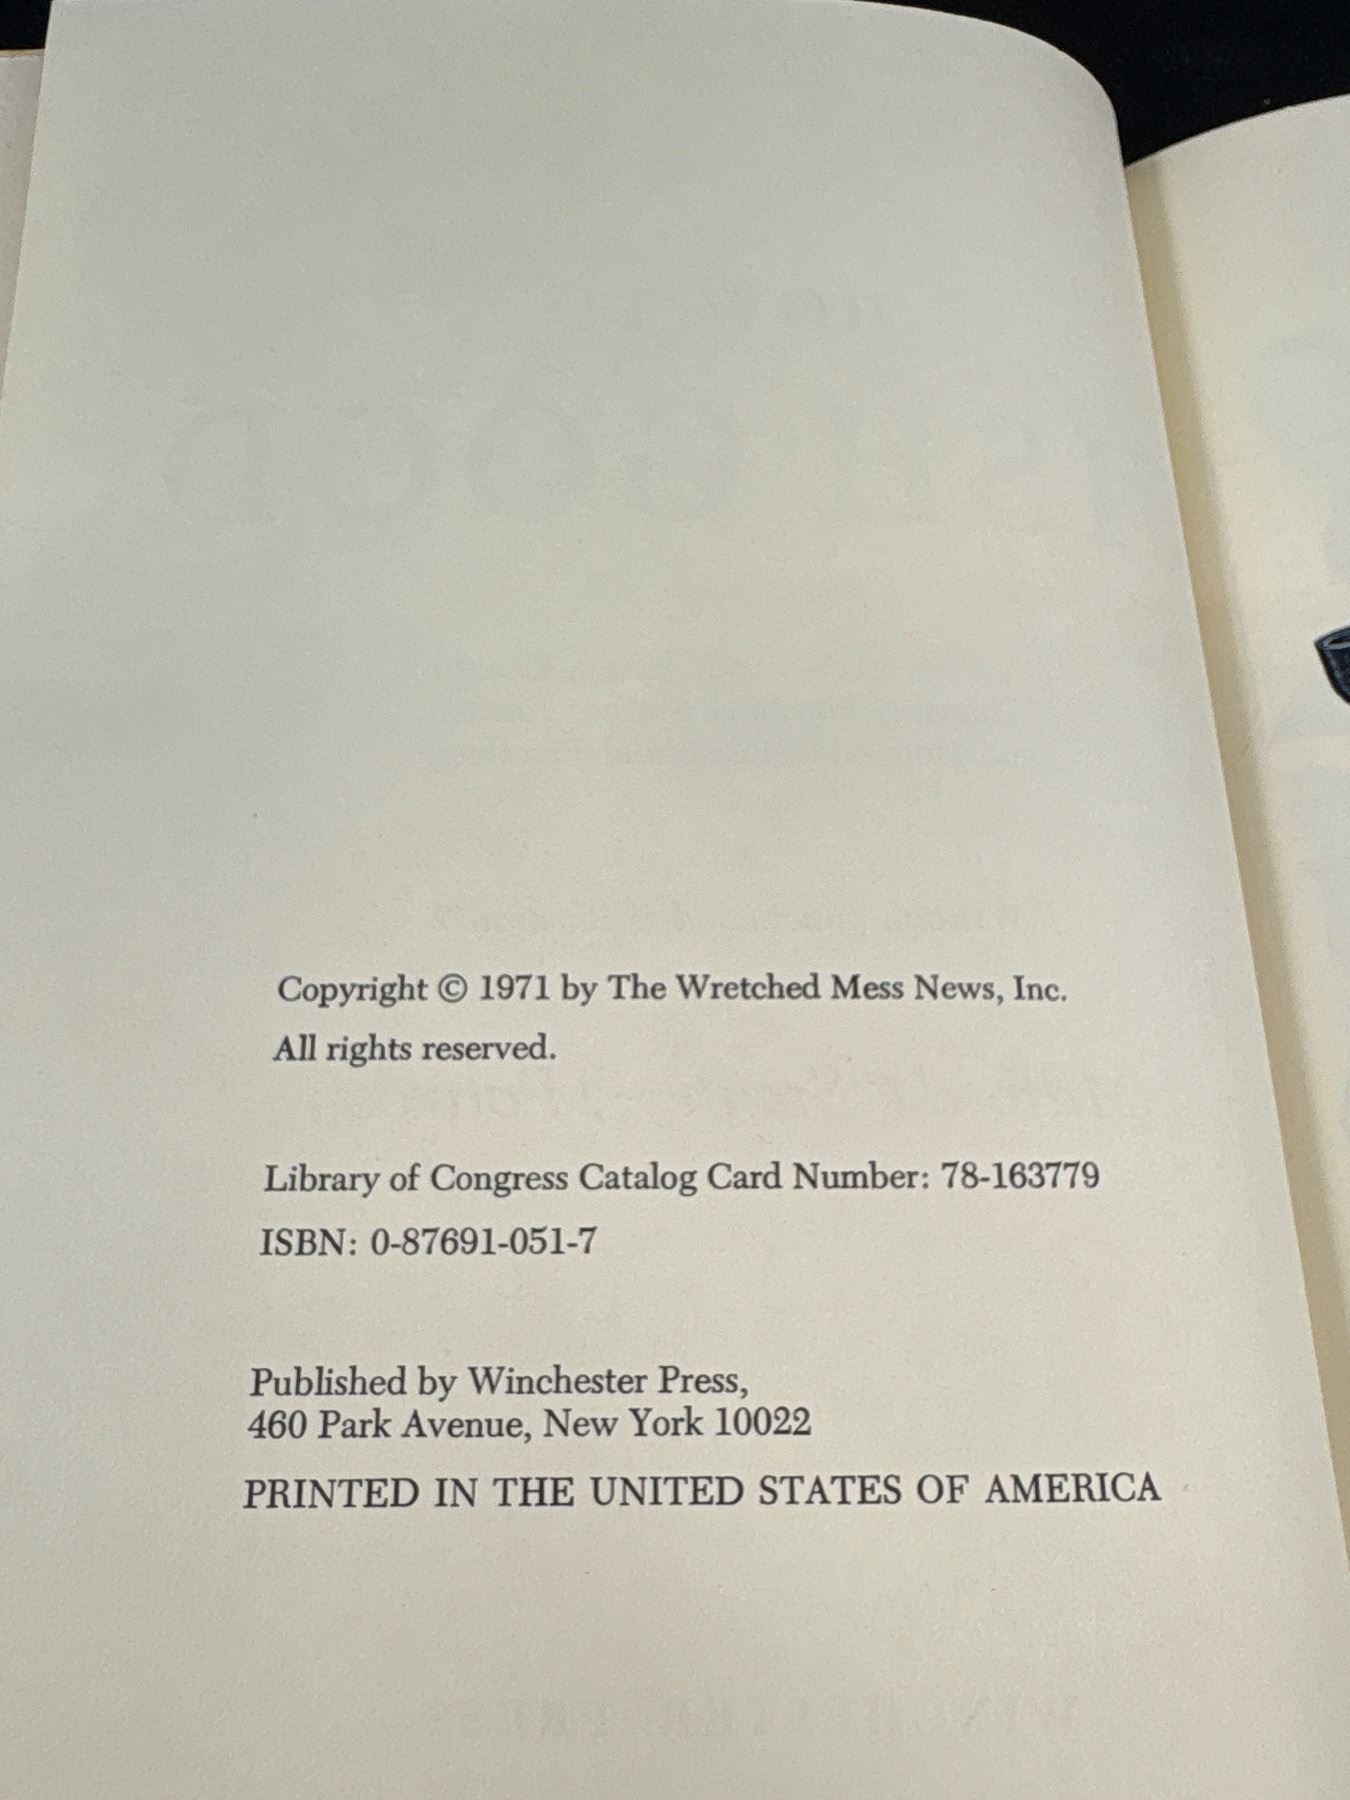 Copyright © 1971 by The Wretched Mess News, Inc.
All rights reserved.
Library of Congress Catalog Card Number: 78-163779
ISBN: 0-87691-051-7
Published by Winchester Press,
460 Park Avenue, New York 10022
PRINTED IN THE UNITED STATES OF AMERICA